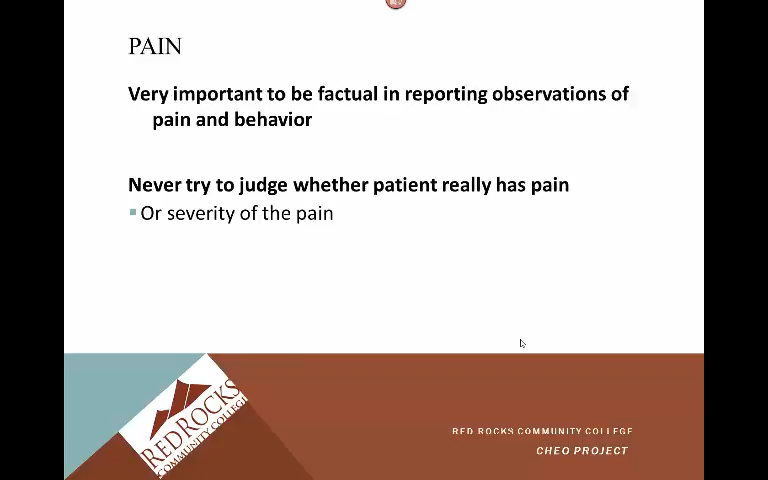 PAIN
Very important to be factual in reporting observations of
pain and behavior
Never try to judge whether patient really has pain
Or severity of the pain
RED ROCKS
COMMUNITY COLLEGE
RED ROCKS COMMUNITY COLLEGE
CHEO PROJECT